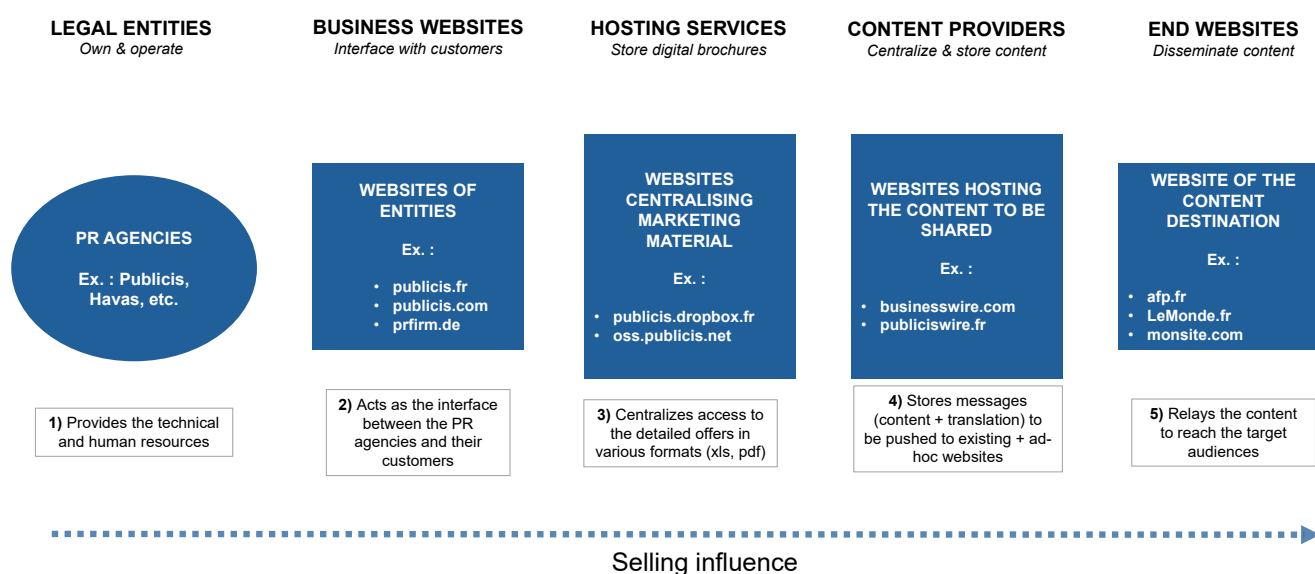 LEGAL ENTITIES
Own & operate
BUSINESS WEBSITES
Interface with customers
HOSTING SERVICES
Store digital brochures
CONTENT PROVIDERS
Centralize & store content
END WEBSITES
Disseminate content
PR AGENCIES
Ex. : Publicis,
Havas, etc.
WEBSITES OF
ENTITIES
Ex. :
• publicis.fr
• publicis.com
• prfirm.de
WEBSITES
CENTRALISING
MARKETING
MATERIAL
Ex. :
• publicis.dropbox.fr
• oss.publicis.net
WEBSITES HOSTING
THE CONTENT TO BE
SHARED
Ex. :
• businesswire.com
• publiciswire.fr
WEBSITE OF THE
CONTENT
DESTINATION
Ex. :
• afp.fr
• LeMonde.fr
• monsite.com
1) Provides the technical
and human resources
2) Acts as the interface
between the PR
agencies and their
customers
3) Centralizes access to
the detailed offers in
various formats (xls, pdf)
4) Stores messages
(content + translation) to
be pushed to existing + ad-
hoc websites
5) Relays the content
to reach the target
audiences
Selling influence